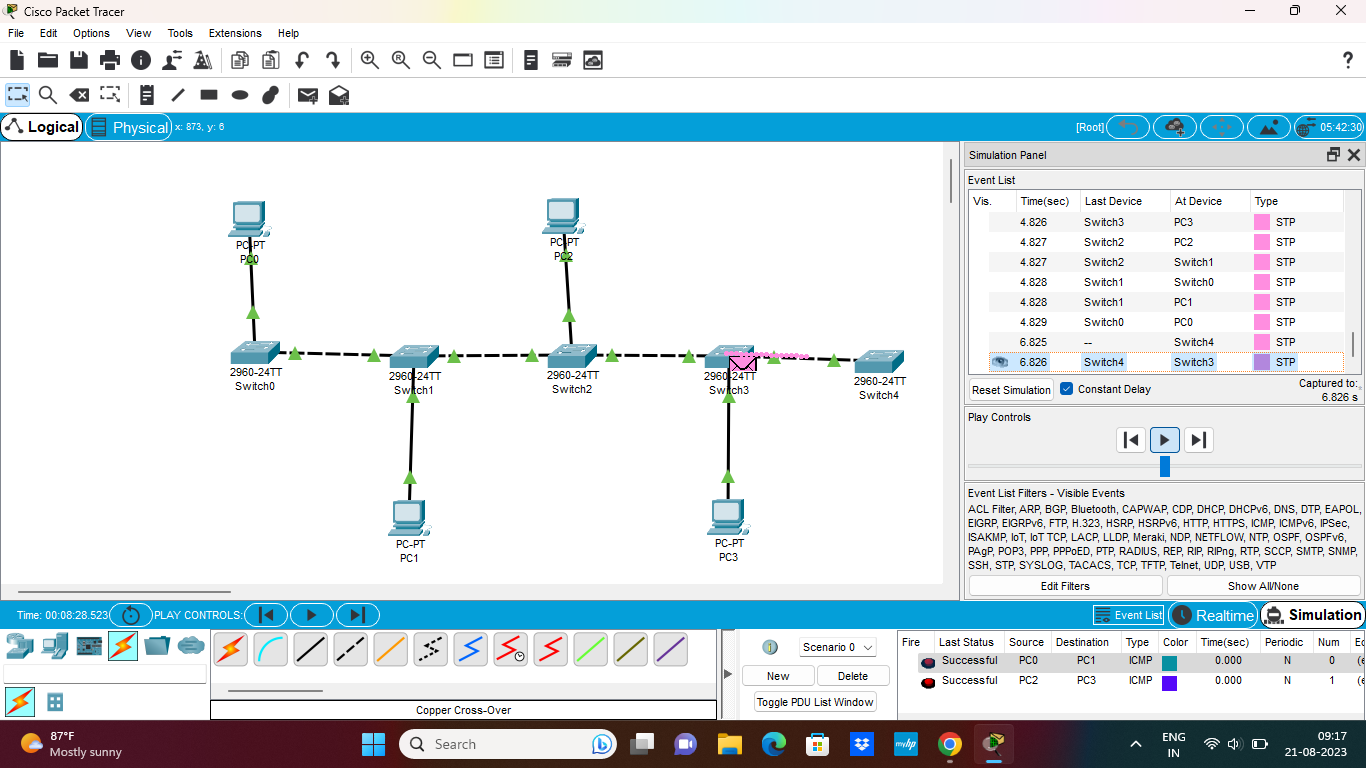 Cisco Packet Tracer
File Edit Options View Tools Extensions Help
?
Logical Physical x: 873, y: 6 [Root] 05:42:30
PC-PT
PC0
PC-PT
PC2
2960-24TT
Switch0
2960-24TT
Switch1
2960-24TT
Switch2
2960-24TT
Switch3
2960-24TT
Switch4
PC-PT
PC1
PC-PT
PC3
Simulation Panel
Event List
Vis. Time(sec) Last Device At Device Type
4.826 Switch3 PC3 STP
4.827 Switch2 PC2 STP
4.827 Switch2 Switch1 STP
4.828 Switch1 Switch0 STP
4.828 Switch1 PC1 STP
4.829 Switch0 PC0 STP
6.825 -- Switch4 STP
6.826 Switch4 Switch3 STP
Reset Simulation Constant Delay Captured to:
6.826 s
Play Controls
Event List Filters - Visible Events
ACL Filter, ARP, BGP, Bluetooth, CAPWAP, CDP, DHCP, DHCPv6, DNS, DTP, EAPOL,
EIGRP, EIGRPv6, FTP, H.323, HSRP, HSRPv6, HTTP, HTTPS, ICMP, ICMPv6, IPSec,
ISAKMP, IoT, IoT TCP, LACP, LLDP, Meraki, NDP, NETFLOW, NTP, OSPF, OSPFv6,
PAgP, POP3, PPP, PPPoED, PTP, RADIUS, REP, RIP, RIPng, RTP, SCCP, SMTP, SNMP,
SSH, STP, SYSLOG, TACACS, TCP, TFTP, Telnet, UDP, USB, VTP
Edit Filters Show All/None
Time: 00:08:28.523 PLAY CONTROLS: Event List Realtime Simulation
Copper Cross-Over
Scenario 0
New Delete
Toggle PDU List Window
Fire Last Status Source Destination Type Color Time(sec) Periodic Num Ed
Successful PC0 PC1 ICMP 0.000 N 0 (e
Successful PC2 PC3 ICMP 0.000 N 1 (e
87°F
Mostly sunny
Search
myhp
ENG
IN
09:17
21-08-2023